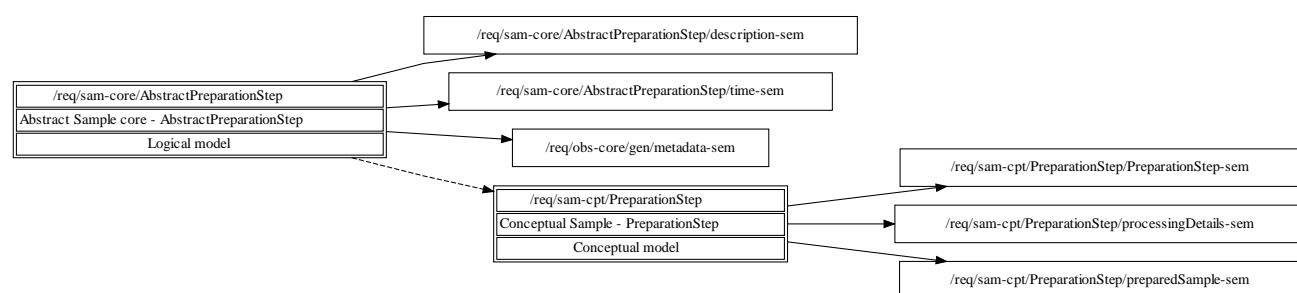 /req/sam-core/AbstractPreparationStep/description-sem
/req/sam-core/AbstractPreparationStep
Abstract Sample core - AbstractPreparationStep
Logical model
/req/sam-core/AbstractPreparationStep/time-sem
/req/obs-core/gen/metadata-sem
/req/sam-cpt/PreparationStep
Conceptual Sample - PreparationStep
Conceptual model
/req/sam-cpt/PreparationStep/PreparationStep-sem
/req/sam-cpt/PreparationStep/processingDetails-sem
/req/sam-cpt/PreparationStep/preparedSample-sem